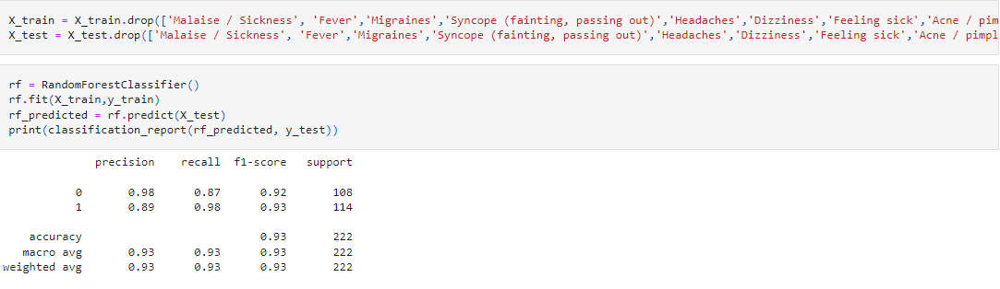 X_train = X_train.drop(['Malaise / Sickness', 'Fever','Migraines','Syncope (fainting, passing out)','Headaches','Dizziness','Feeling sick','Acne / pimpl
X_test = X_test.drop(['Malaise / Sickness', 'Fever','Migraines','Syncope (fainting, passing out)','Headaches','Dizziness','Feeling sick','Acne / pimpl
rf = RandomForestClassifier()
rf.fit(X_train,y_train)
rf_predicted = rf.predict(X_test)
print(classification_report(rf_predicted, y_test))
precision recall f1-score support
0 0.98 0.87 0.92 108
1 0.89 0.98 0.93 114
accuracy 0.93 222
macro avg 0.93 0.93 0.93 222
weighted avg 0.93 0.93 0.93 222